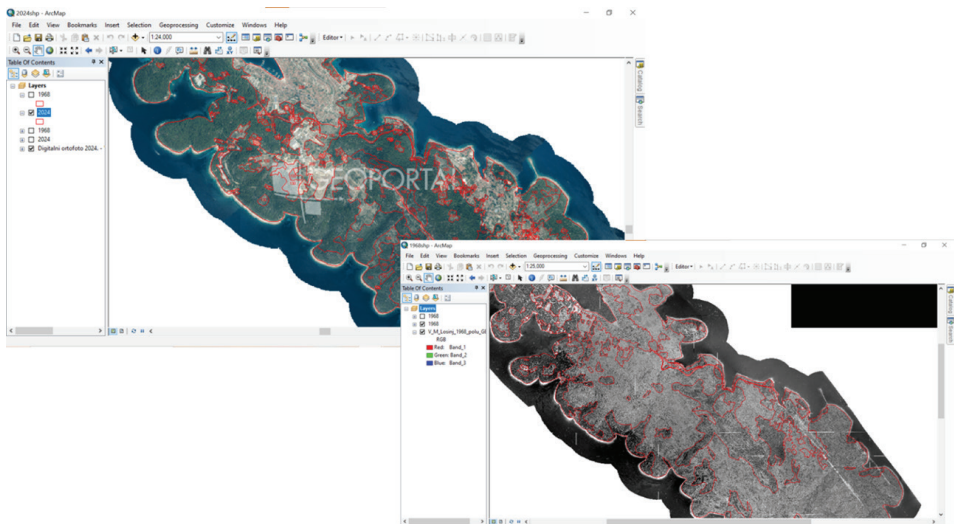 2024shp - ArcMap
File Edit View Bookmarks Insert Selection Geoprocessing Customize Windows Help
1:24.000
Editor
Table Of Contents
Layers
1968
2024
1968
2024
Digitalni ortofoto 2024. -
GEOPORTAL
Catalog
Search
1968shp - ArcMap
File Edit View Bookmarks Insert Selection Geoprocessing Customize Windows Help
1:25.000
Editor
Table Of Contents
Layers
1968
1968
V_M_Losinj_1968_polu_GI
RGB
Red: Band_1
Green: Band_2
Blue: Band_3
Catalog
Search